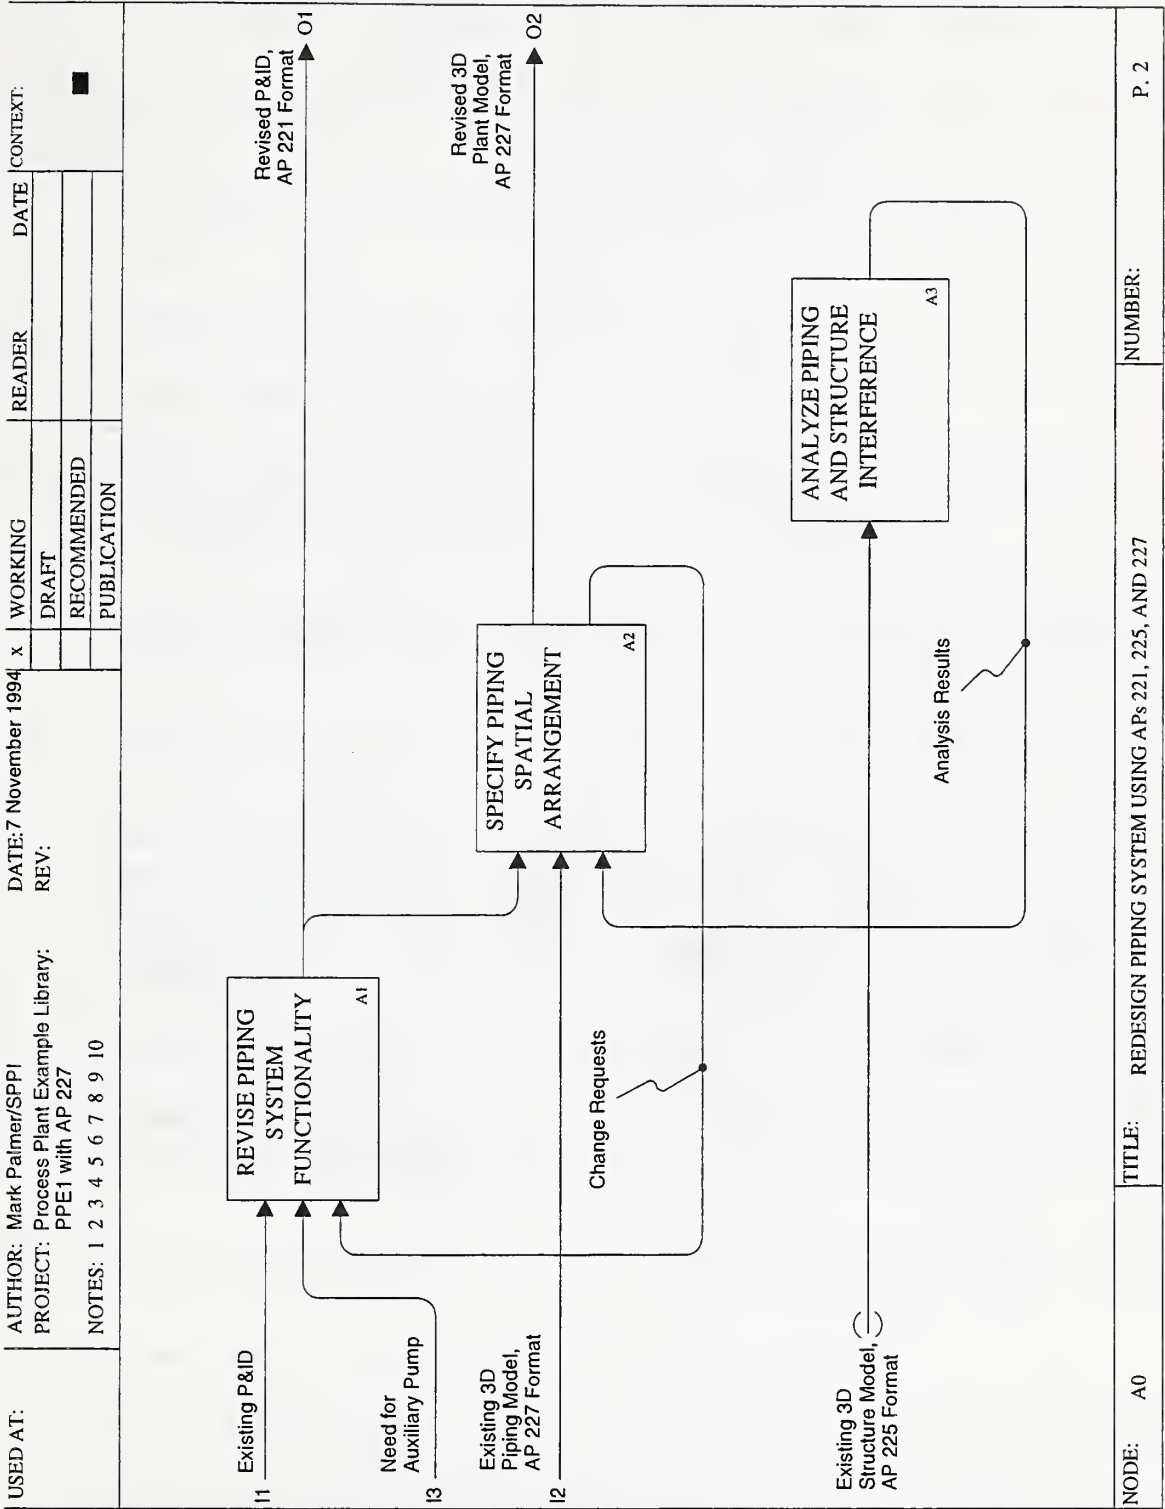 USED AT:
AUTHOR: Mark Palmer/SPPI
DATE:7 November 1994
PROJECT: Process Plant Example Library:
PPE1 with AP 227
REV:
NOTES: 1 2 3 4 5 6 7 8 9 10
x WORKING
DRAFT
RECOMMENDED
PUBLICATION
READER DATE
CONTEXT:
I1
Existing P&ID
I3
Need for
Auxiliary Pump
I2
Existing 3D
Piping Model,
AP 227 Format
Existing 3D
Structure Model,
AP 225 Format
REVISE PIPING
SYSTEM
FUNCTIONALITY
A1
Change Requests
SPECIFY PIPING
SPATIAL
ARRANGEMENT
A2
Analysis Results
ANALYZE PIPING
AND STRUCTURE
INTERFERENCE
A3
Revised P&ID,
AP 221 Format
O1
Revised 3D
Plant Model,
AP 227 Format
O2
NODE: A0
TITLE: REDESIGN PIPING SYSTEM USING APs 221, 225, AND 227
NUMBER:
P. 2